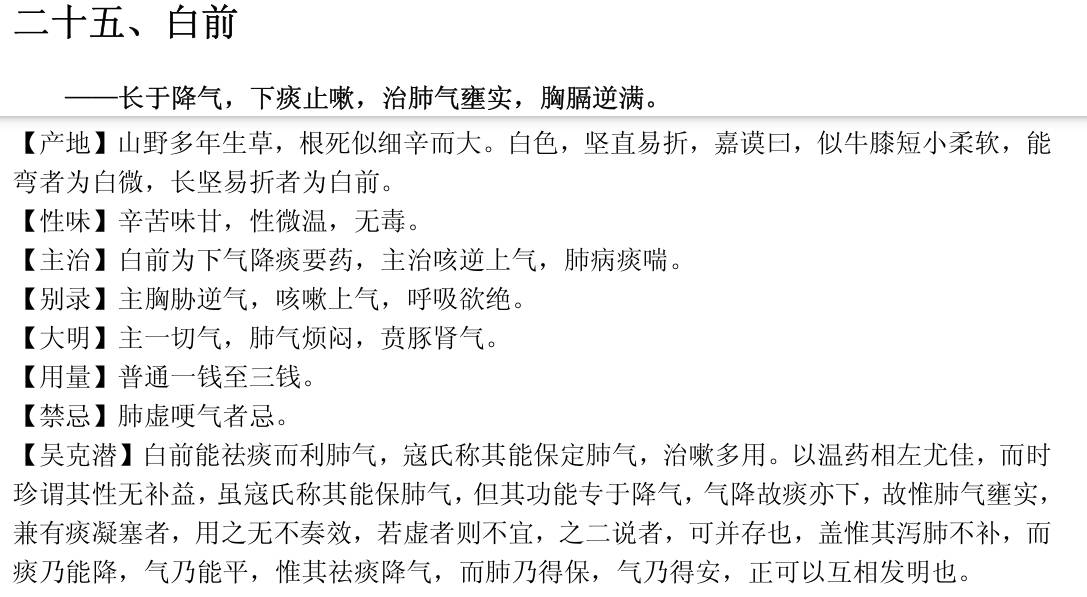 二十五、白前
——长于降气，下痰止嗽，治肺气壅实，胸膈逆满。
【产地】山野多年生草，根死似细辛而大。白色，坚直易折，嘉谟曰，似牛膝短小柔软，能
弯者为白微，长坚易折者为白前。
【性味】辛苦味甘，性微温，无毒。
【主治】白前为下气降痰要药，主治咳逆上气，肺病痰喘。
【别录】主胸胁逆气，咳嗽上气，呼吸欲绝。
【大明】主一切气，肺气烦闷，贲豚肾气。
【用量】普通一钱至三钱。
【禁忌】肺虚哽气者忌。
【吴克潜】白前能祛痰而利肺气，寇氏称其能保定肺气，治嗽多用。以温药相左尤佳，而时
珍谓其性无补益，虽寇氏称其能保肺气，但其功能专于降气，气降故痰亦下，故惟肺气壅实，
兼有痰凝塞者，用之无不奏效，若虚者则不宜，之二说者，可并存也，盖惟其泻肺不补，而
痰乃能降，气乃能平，惟其祛痰降气，而肺乃得保，气乃得安，正可以互相发明也。